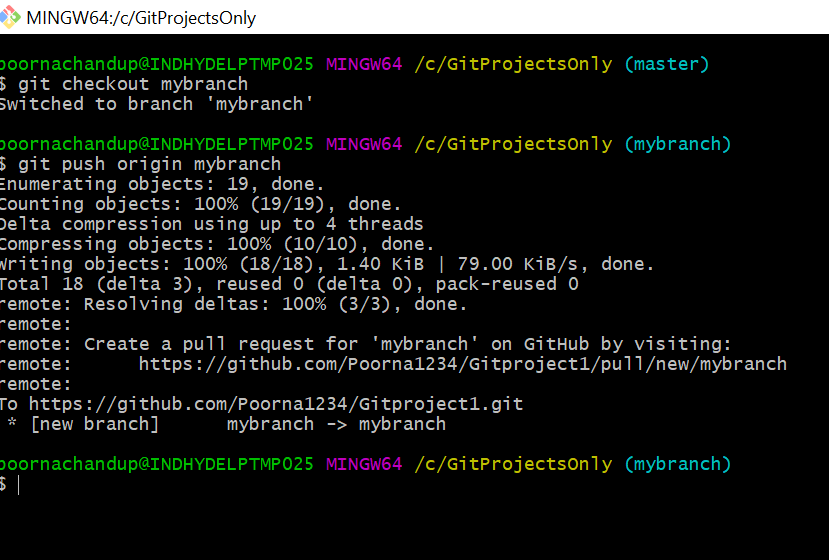 MINGW64:/c/GitProjectsOnly
poornachandup@INDHYDELPTMP025 MINGW64 /c/GitProjectsOnly (master)
$ git checkout mybranch
Switched to branch 'mybranch'
poornachandup@INDHYDELPTMP025 MINGW64 /c/GitProjectsOnly (mybranch)
$ git push origin mybranch
Enumerating objects: 19, done.
Counting objects: 100% (19/19), done.
Delta compression using up to 4 threads
Compressing objects: 100% (10/10), done.
Writing objects: 100% (18/18), 1.40 KiB | 79.00 KiB/s, done.
Total 18 (delta 3), reused 0 (delta 0), pack-reused 0
remote: Resolving deltas: 100% (3/3), done.
remote:
remote: Create a pull request for 'mybranch' on GitHub by visiting:
remote:      https://github.com/Poorna1234/Gitproject1/pull/new/mybranch
remote:
To https://github.com/Poorna1234/Gitproject1.git
 * [new branch]      mybranch -> mybranch
poornachandup@INDHYDELPTMP025 MINGW64 /c/GitProjectsOnly (mybranch)
$